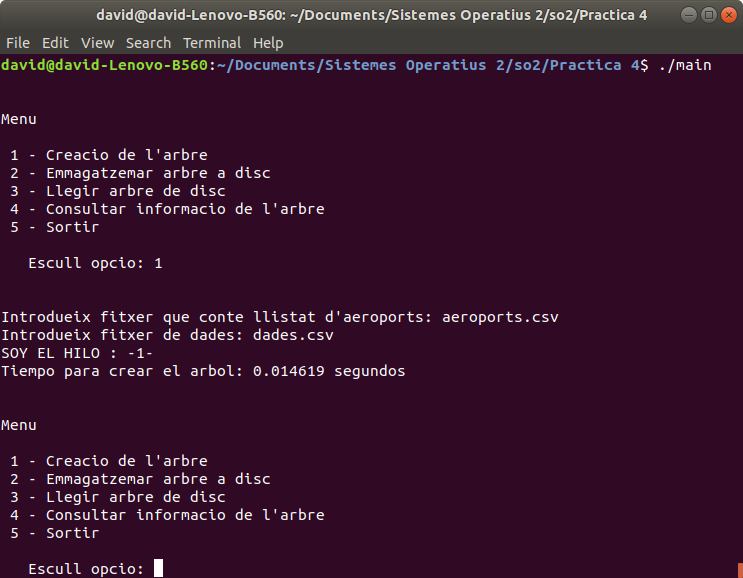 david@david-Lenovo-B560: ~/Documents/Sistemes Operatius 2/so2/Practica 4
File Edit View Search Terminal Help
david@david-Lenovo-B560:~/Documents/Sistemes Operatius 2/so2/Practica 4$ ./main
Menu
1 - Creacio de l'arbre
2 - Emmagatzemar arbre a disc
3 - Llegir arbre de disc
4 - Consultar informacio de l'arbre
5 - Sortir
Escull opcio: 1
Introdueix fitxer que conte llistat d'aeroports: aeroports.csv
Introdueix fitxer de dades: dades.csv
SOY EL HILO : -1-
Tiempo para crear el arbol: 0.014619 segundos
Menu
1 - Creacio de l'arbre
2 - Emmagatzemar arbre a disc
3 - Llegir arbre de disc
4 - Consultar informacio de l'arbre
5 - Sortir
Escull opcio: